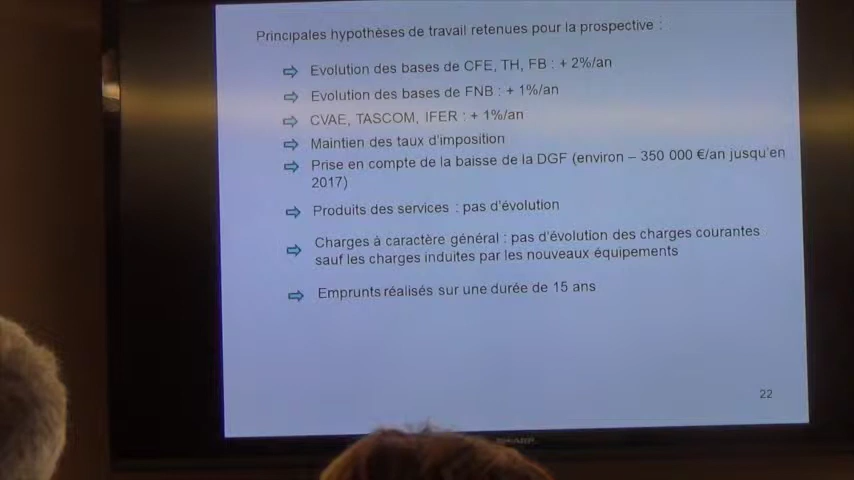 Principales hypothèses de travail retenues pour la prospective :
Evolution des bases de CFE, TH, FB : + 2%/an
Evolution des bases de FNB : + 1%/an
CVAE, TASCOM, IFER : + 1%/an
Maintien des taux d'imposition
Prise en compte de la baisse de la DGF (environ – 350 000 €/an jusqu'en
2017)
Produits des services : pas d'évolution
Charges à caractère général : pas d'évolution des charges courantes
sauf les charges induites par les nouveaux équipements
Emprunts réalisés sur une durée de 15 ans
22
SHARP